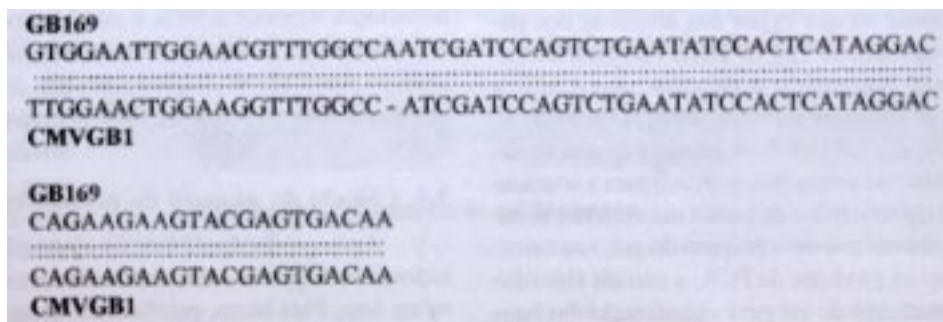 GB169
GTGGAATTGGAACGTTTGGCCAATCGATCCAGTCTGAATATCCACTCATAGGAC
TTGGAACTGGAAGGTTTGGCC - ATCGATCCAGTCTGAATATCCACTCATAGGAC
CMVGB1
GB169
CAGAAGAAGTACGAGTGACAA
CAGAAGAAGTACGAGTGACAA
CMVGB1